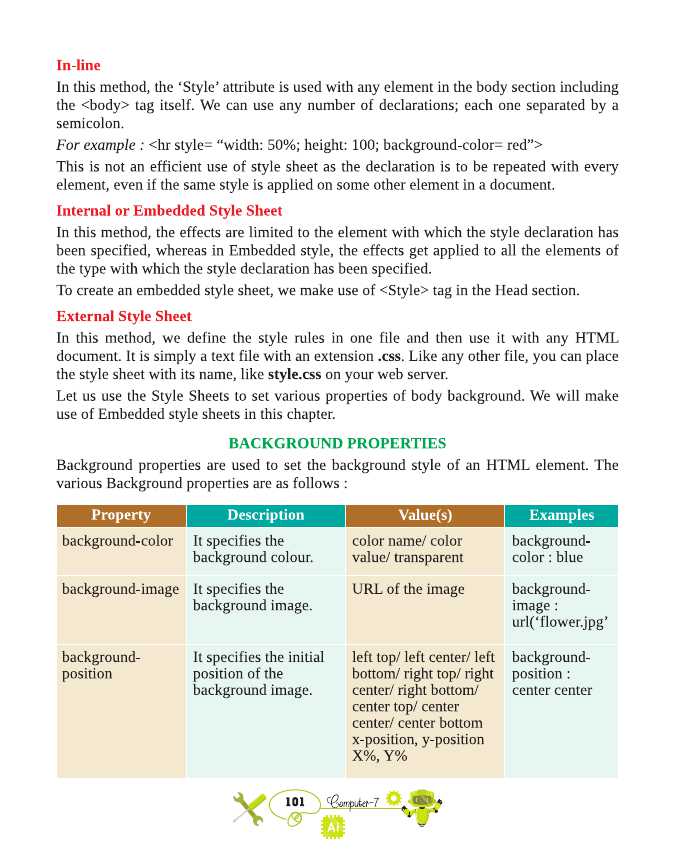 In-line
In this method, the ‘Style’ attribute is used with any element in the body section including
the <body> tag itself. We can use any number of declarations; each one separated by a
semicolon.
For example : <hr style= “width: 50%; height: 100; background-color= red”>
This is not an efficient use of style sheet as the declaration is to be repeated with every
element, even if the same style is applied on some other element in a document.
Internal or Embedded Style Sheet
In this method, the effects are limited to the element with which the style declaration has
been specified, whereas in Embedded style, the effects get applied to all the elements of
the type with which the style declaration has been specified.
To create an embedded style sheet, we make use of <Style> tag in the Head section.
External Style Sheet
In this method, we define the style rules in one file and then use it with any HTML
document. It is simply a text file with an extension .css. Like any other file, you can place
the style sheet with its name, like style.css on your web server.
Let us use the Style Sheets to set various properties of body background. We will make
use of Embedded style sheets in this chapter.
BACKGROUND PROPERTIES
Background properties are used to set the background style of an HTML element. The
various Background properties are as follows :
Property Description Value(s) Examples
background-color It specifies the color name/ color background-
background colour. value/ transparent color : blue
background-image It specifies the URL of the image background-
background image. image :
url(‘flower.jpg’
background- It specifies the initial left top/ left center/ left background-
position position of the bottom/ right top/ right position :
background image. center/ right bottom/ center center
center top/ center
center/ center bottom
x-position, y-position
X%, Y%
101 Computer-7
AI